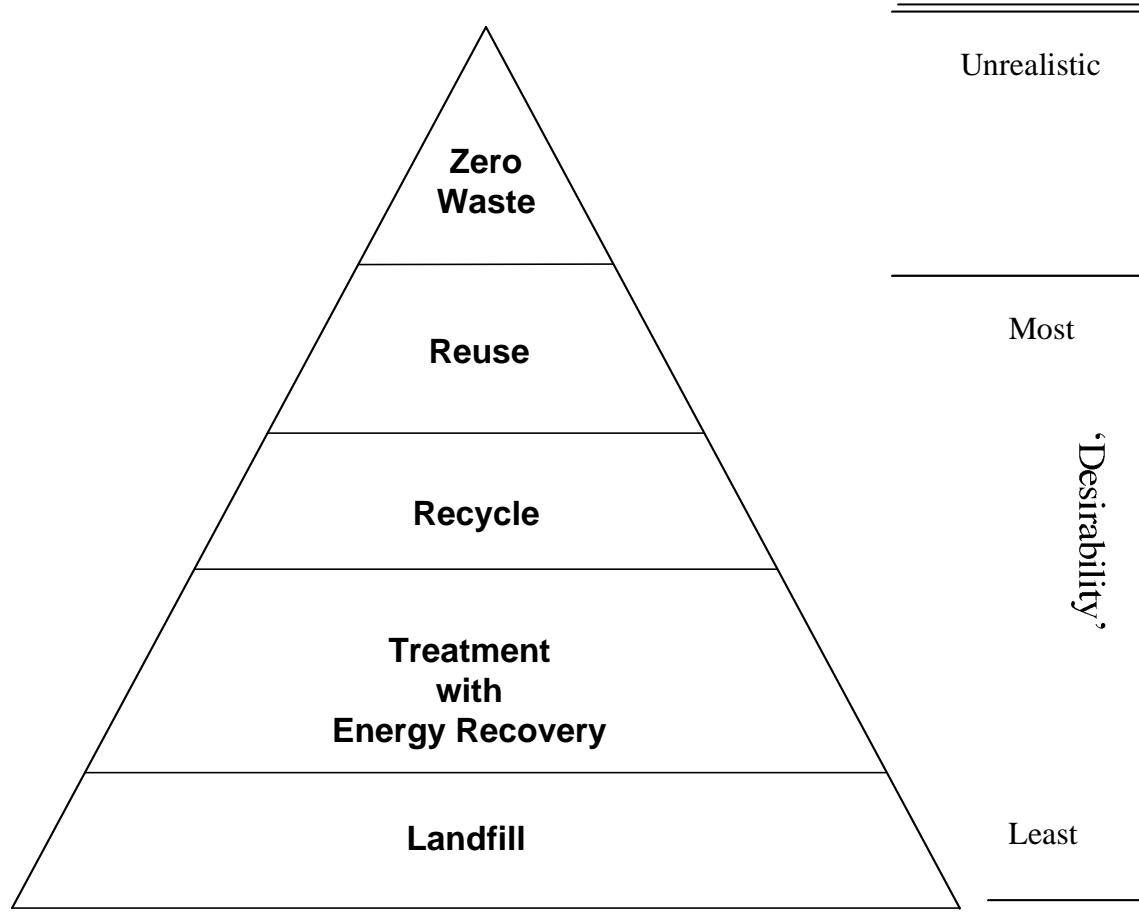 Unrealistic
Zero
Waste
Most
Reuse
‘Desirability’
Recycle
Treatment
with
Energy Recovery
Least
Landfill